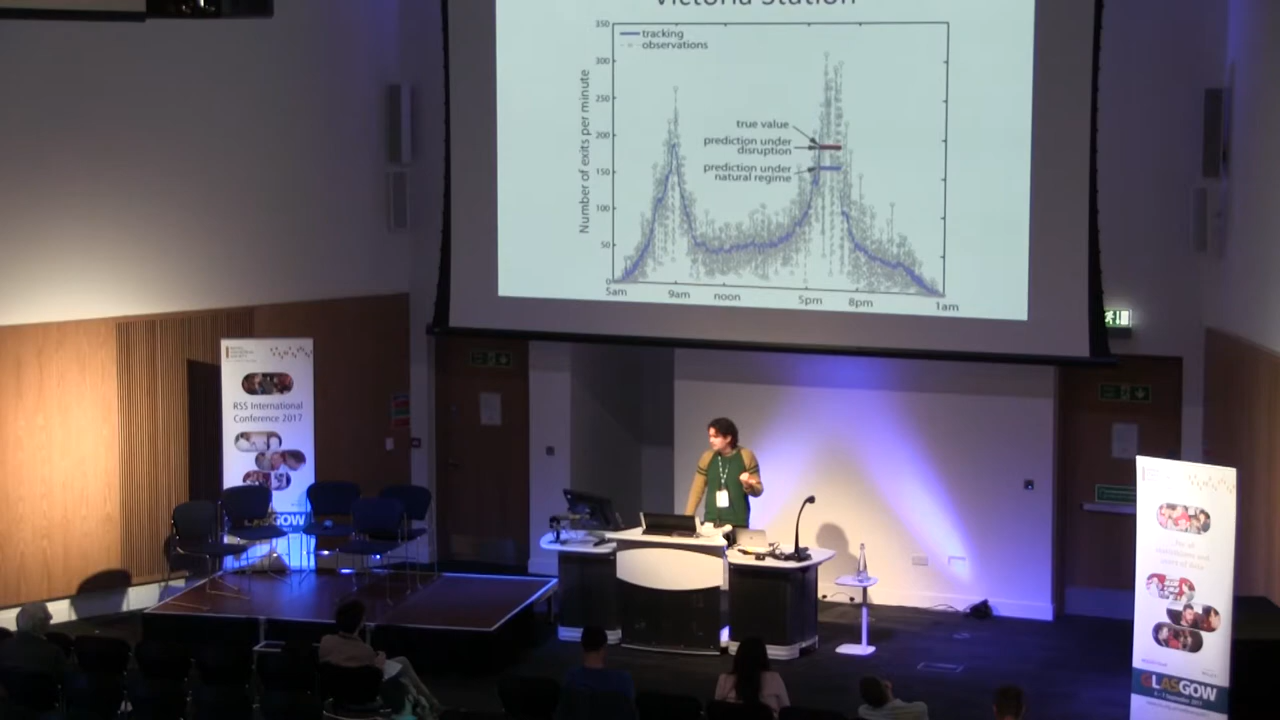 Victoria Station
350
300
250
200
150
100
50
0
Number of exits per minute
tracking
observations
true value
prediction under
disruption
prediction under
natural regime
5am
9am
noon
5pm
8pm
1am
RSS International
Conference 2017
GLASGOW
GLASGOW